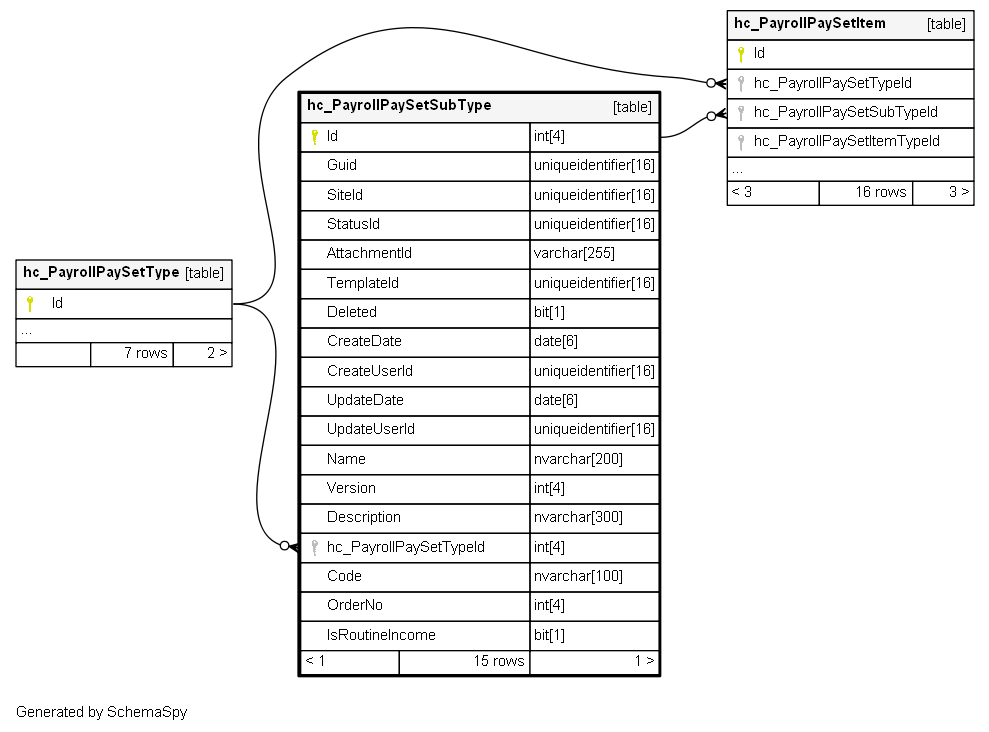 hc_PayrollPaySetItem [table]
Id
hc_PayrollPaySetTypeId
hc_PayrollPaySetSubTypeId
hc_PayrollPaySetItemTypeId
...
< 3 16 rows 3 >
hc_PayrollPaySetSubType [table]
Id int[4]
Guid uniqueidentifier[16]
SiteId uniqueidentifier[16]
StatusId uniqueidentifier[16]
AttachmentId varchar[255]
TemplateId uniqueidentifier[16]
Deleted bit[1]
CreateDate date[6]
CreateUserId uniqueidentifier[16]
UpdateDate date[6]
UpdateUserId uniqueidentifier[16]
Name nvarchar[200]
Version int[4]
Description nvarchar[300]
hc_PayrollPaySetTypeId int[4]
Code nvarchar[100]
OrderNo int[4]
IsRoutineIncome bit[1]
< 1 15 rows 1 >
hc_PayrollPaySetType [table]
Id
...
7 rows 2 >
Generated by SchemaSpy